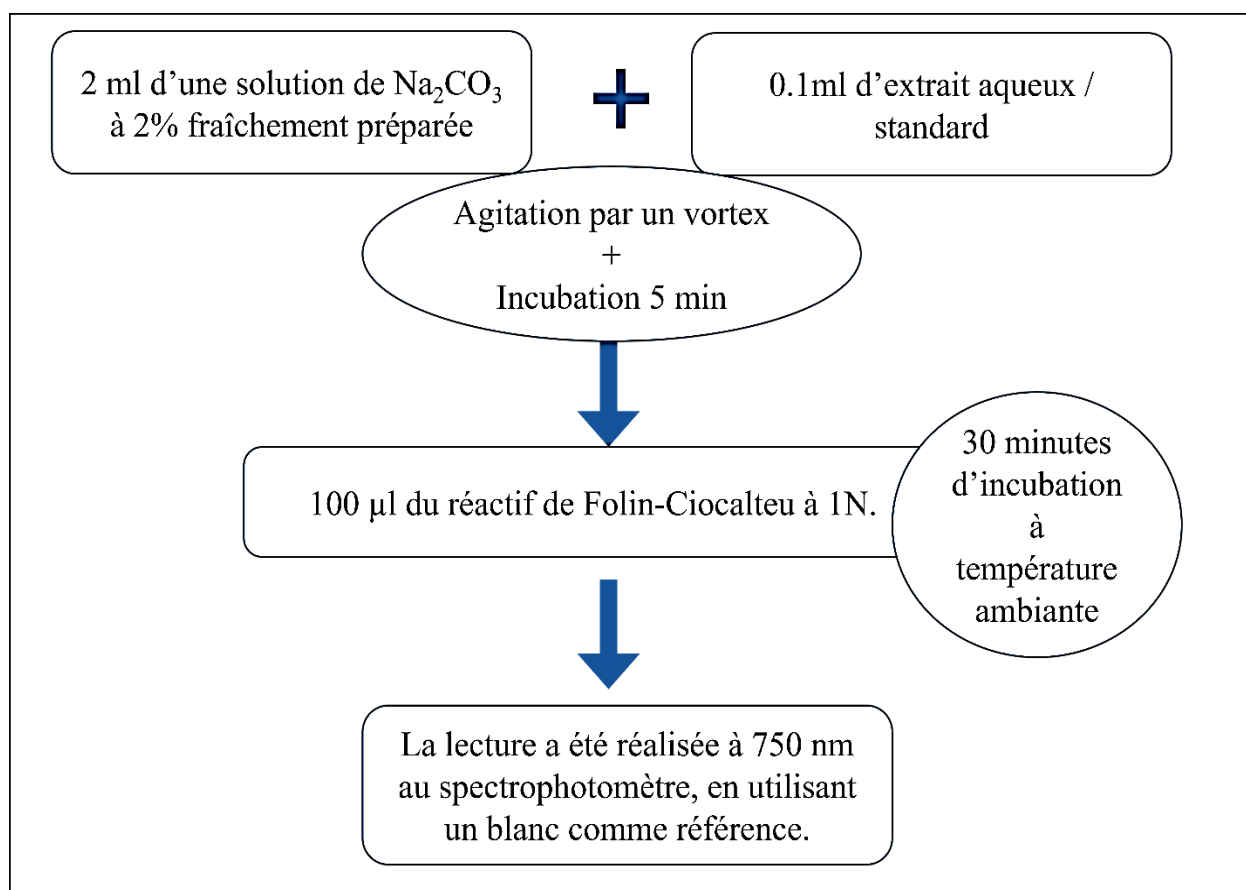 2 ml d’une solution de Na₂CO₃
à 2% fraîchement préparée
+
0.1ml d’extrait aqueux /
standard
Agitation par un vortex
+
Incubation 5 min
100 µl du réactif de Folin-Ciocalteu à 1N.
30 minutes
d’incubation
à
température
ambiante
La lecture a été réalisée à 750 nm
au spectrophotomètre, en utilisant
un blanc comme référence.